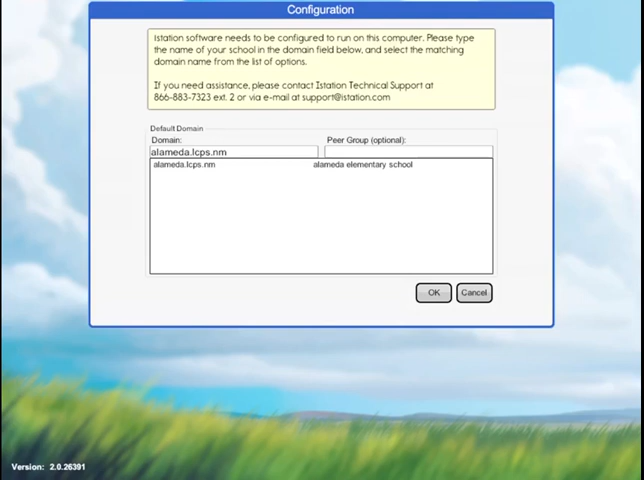 Configuration
Istation software needs to be configured to run on this computer. Please type
the name of your school in the domain field below, and select the matching
domain name from the list of options.
If you need assistance, please contact Istation Technical Support at
866-883-7323 ext. 2 or via e-mail at support@istation.com
Default Domain
Domain: Peer Group (optional):
alameda.lcps.nm
alameda.lcps.nm alameda elementary school
OK Cancel
Version: 2.0.26391